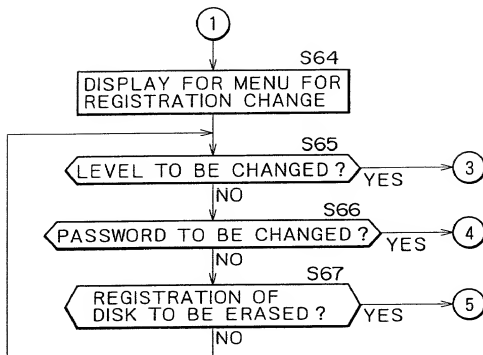 1
S64
DISPLAY FOR MENU FOR
REGISTRATION CHANGE
S65
LEVEL TO BE CHANGED?
YES
3
NO
S66
PASSWORD TO BE CHANGED?
YES
4
NO
S67
REGISTRATION OF
DISK TO BE ERASED?
YES
5
NO